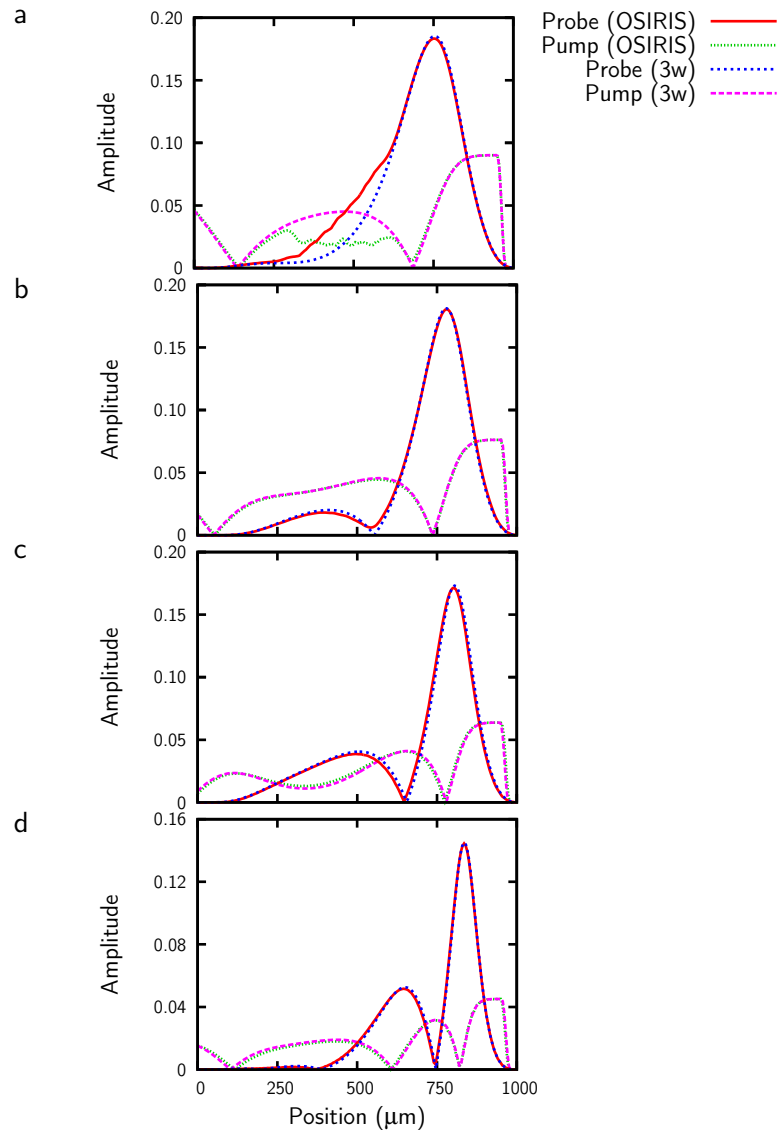 a
Probe (OSIRIS)
Pump (OSIRIS)
Probe (3w)
Pump (3w)
0.20
0.15
0.10
0.05
0
Amplitude
b
0.20
0.15
0.10
0.05
0
Amplitude
c
0.20
0.15
0.10
0.05
0
Amplitude
d
0.16
0.12
0.08
0.04
0
Amplitude
0 250 500 750 1000
Position (μm)